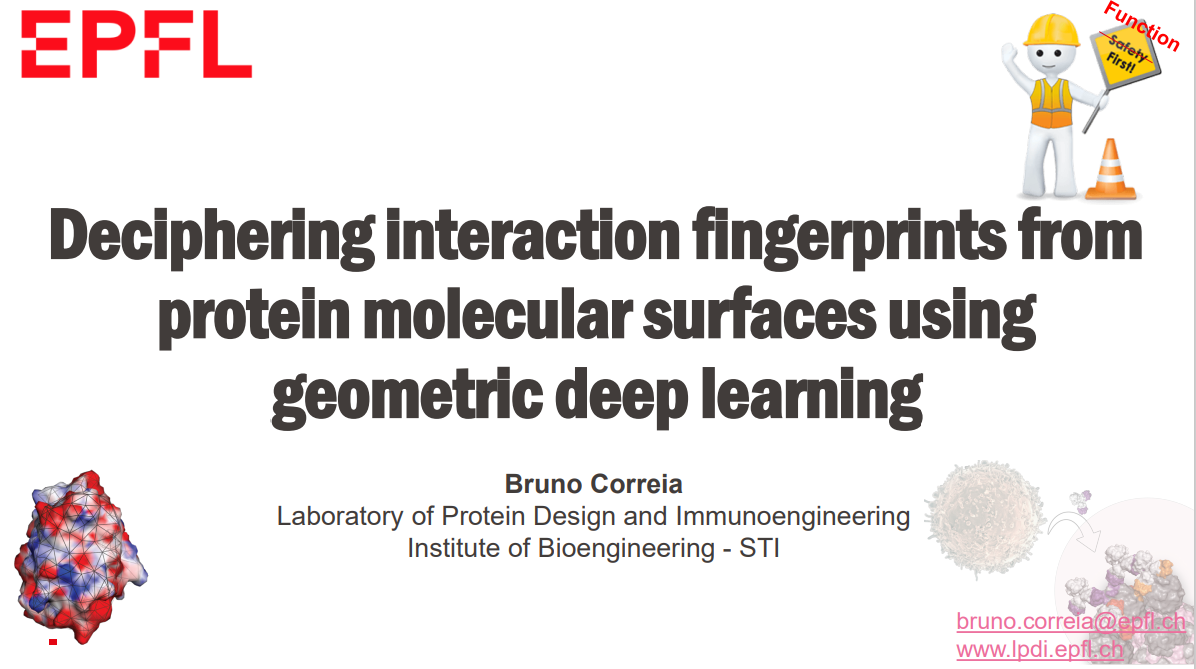 EPFL
Function
Safety
First!
Deciphering interaction fingerprints from
protein molecular surfaces using
geometric deep learning
Bruno Correia
Laboratory of Protein Design and Immunoengineering
Institute of Bioengineering - STI
bruno.correia@epfl.ch
www.lpdi.epfl.ch